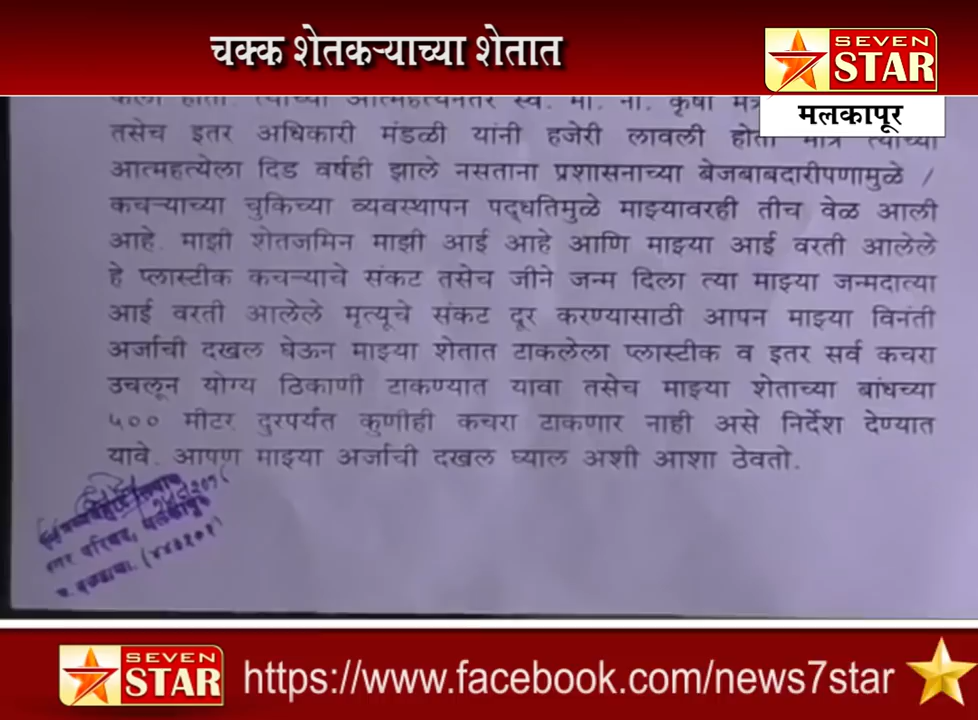 चक्क शेतकऱ्याच्या शेतात
SEVEN
STAR
मलकापूर
तसेच इतर अधिकारी मंडळी यांनी हजेरी लावली होती मात्र त्याच्या
आत्महत्येला दिड वर्षही झाले नसताना प्रशासनाच्या बेजबाबदारीपणामुळे /
कचऱ्याच्या चुकिच्या व्यवस्थापन पद्धतिमुळे माझ्यावरही तीच वेळ आली
आहे. माझी शेतजमिन माझी आई आहे आणि माझ्या आई वरती आलेले
हे प्लास्टीक कचऱ्याचे संकट तसेच जीने जन्म दिला त्या माझ्या जन्मदात्या
आई वरती आलेले मृत्यूचे संकट दूर करण्यासाठी आपन माझ्या विनंती
अर्जाची दखल घेऊन माझ्या शेतात टाकलेला प्लास्टीक व इतर सर्व कचरा
उचलून योग्य ठिकाणी टाकण्यात यावा तसेच माझ्या शेताच्या बांधच्या
५०० मीटर दुरपर्यंत कुणीही कचरा टाकणार नाही असे निर्देश देण्यात
यावे. आपण माझ्या अर्जाची दखल घ्याल अशी आशा ठेवतो.
नगर परिषद, मलकापूर
SEVEN
STAR
https://www.facebook.com/news7star